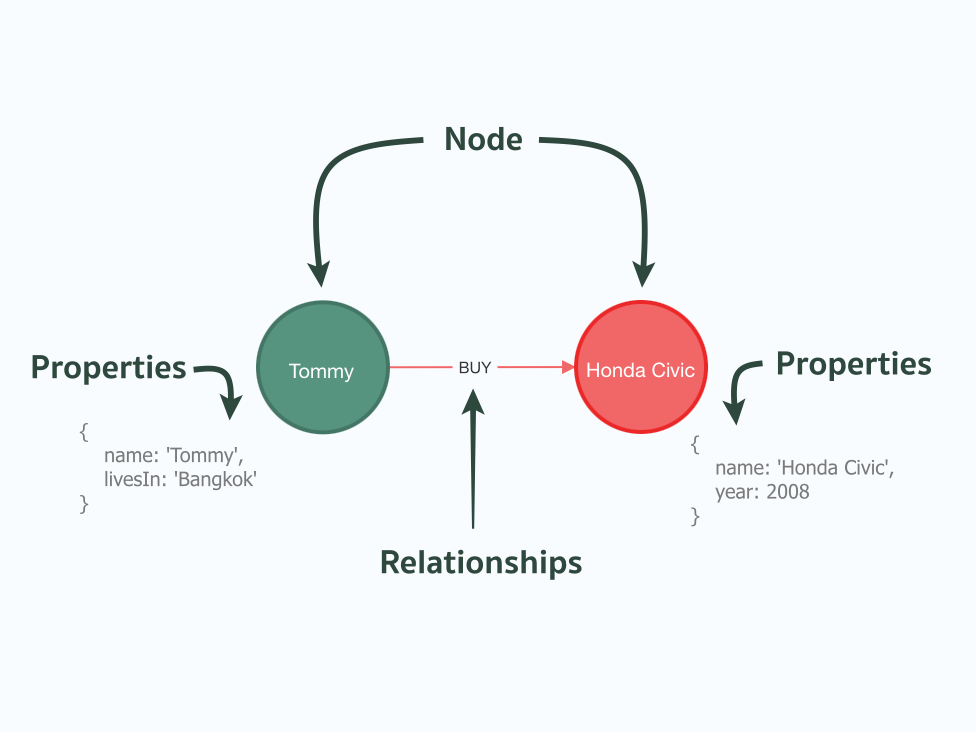 Node
Tommy
BUY
Honda Civic
Properties
{
name: 'Tommy',
livesIn: 'Bangkok'
}
Properties
{
name: 'Honda Civic',
year: 2008
}
Relationships